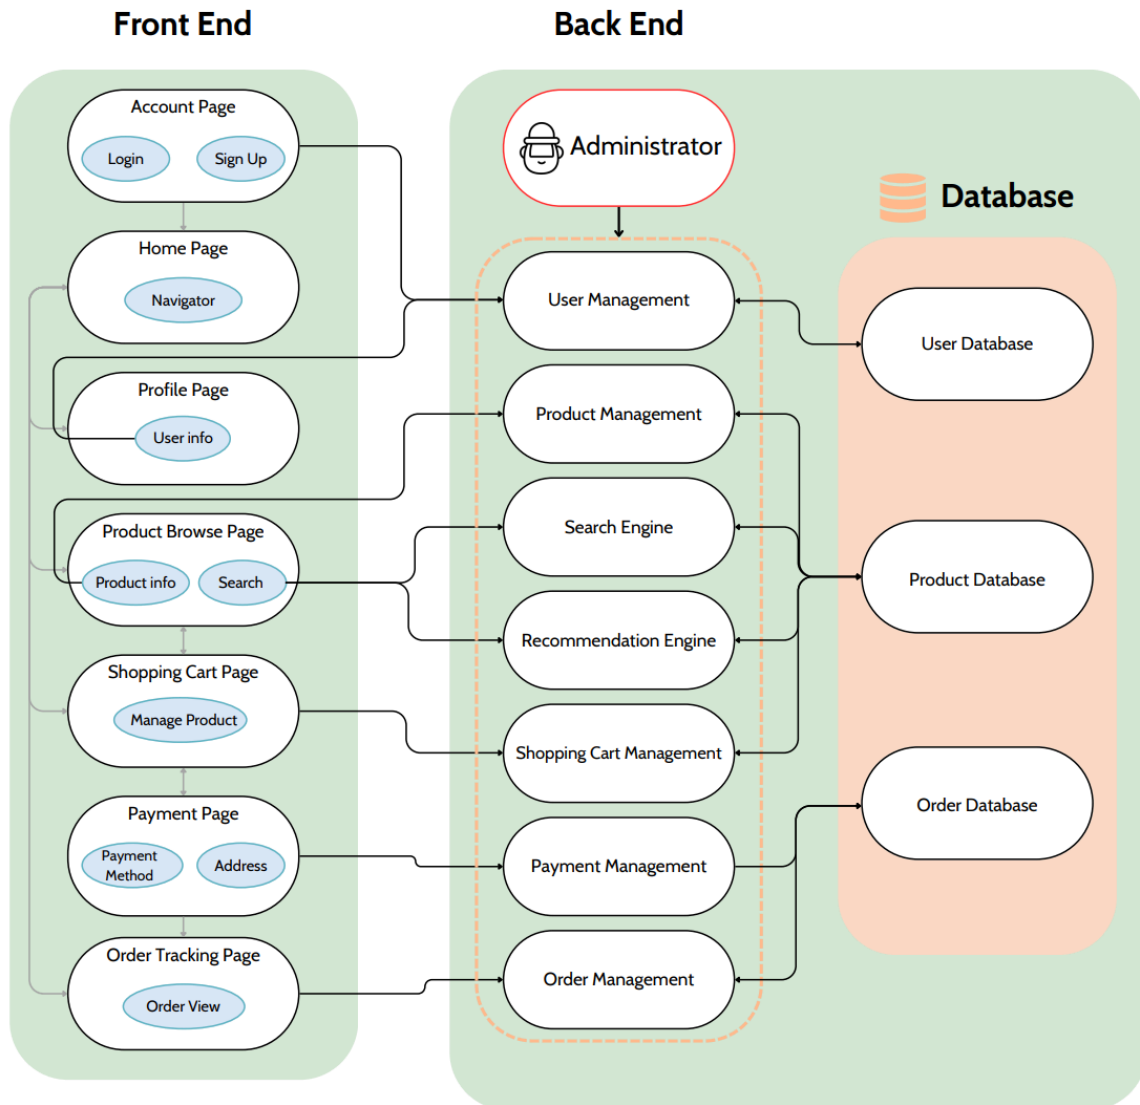 Front End
Back End
Account Page
Login
Sign Up
Home Page
Navigator
Profile Page
User info
Product Browse Page
Product info
Search
Shopping Cart Page
Manage Product
Payment Page
Payment
Method
Address
Order Tracking Page
Order View
Administrator
User Management
Product Management
Search Engine
Recommendation Engine
Shopping Cart Management
Payment Management
Order Management
Database
User Database
Product Database
Order Database